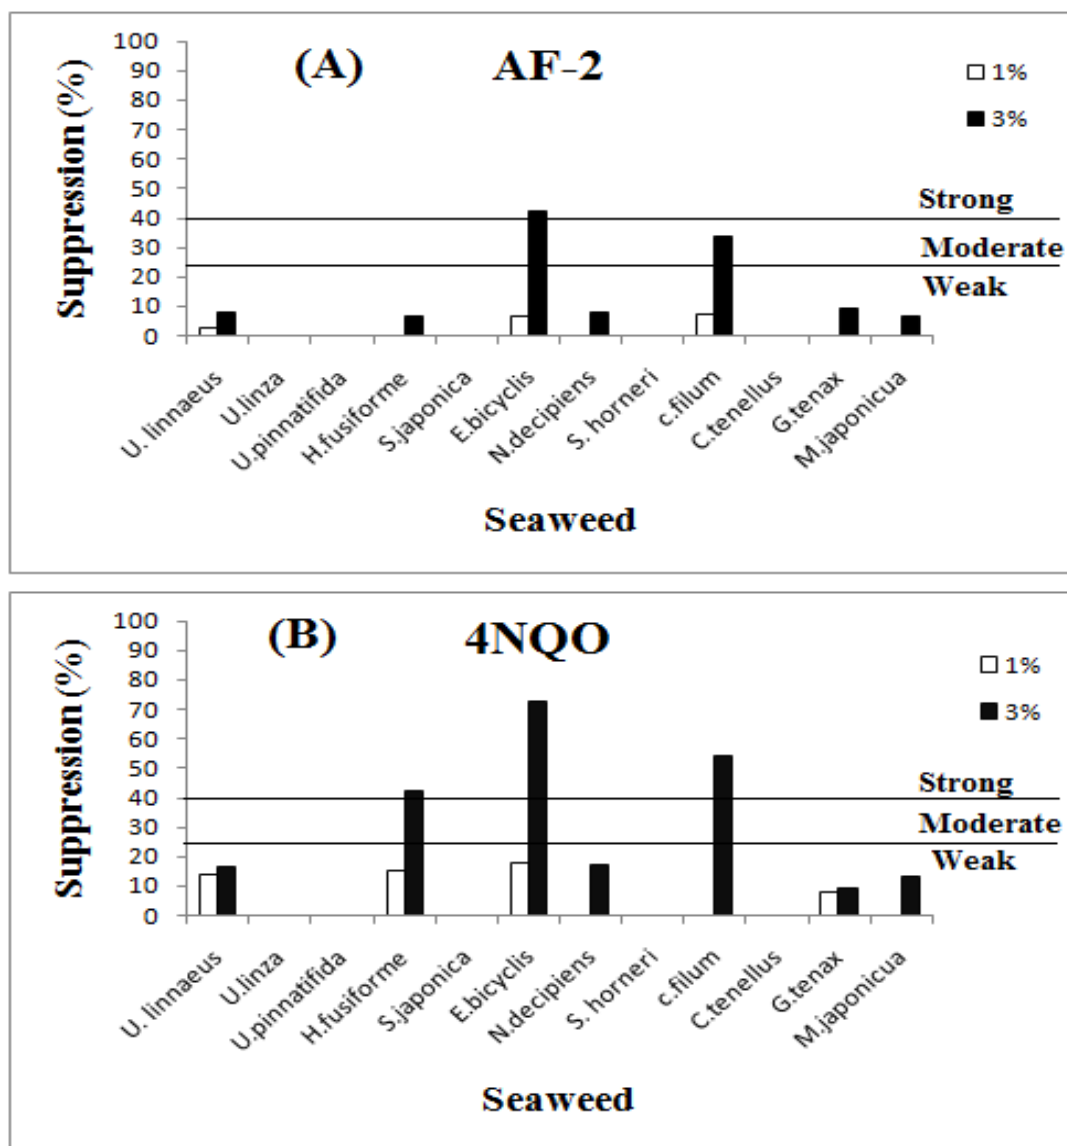 (A) AF-2
Suppression (%)
100
90
80
70
60
50
40
30
20
10
0
1%
3%
Strong
Moderate
Weak
U. linnaeus
U.linza
U.pinnatifida
H.fusiforme
S.japonica
E.bicyclis
N.decipiens
S. horneri
c.filum
C.tenellus
G.tenax
M.japonicua
Seaweed
(B) 4NQO
Suppression (%)
100
90
80
70
60
50
40
30
20
10
0
1%
3%
Strong
Moderate
Weak
U. linnaeus
U.linza
U.pinnatifida
H.fusiforme
S.japonica
E.bicyclis
N.decipiens
S. horneri
c.filum
C.tenellus
G.tenax
M.japonicua
Seaweed